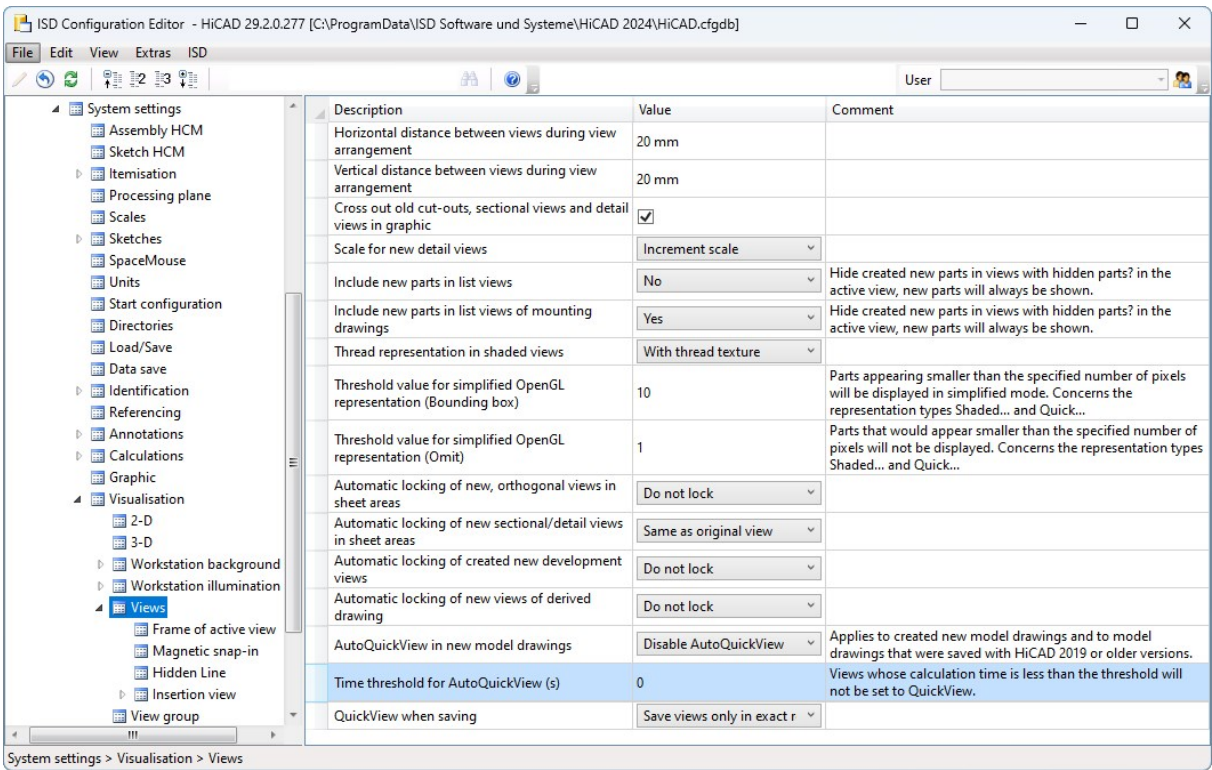 ISD Configuration Editor - HiCAD 29.2.0.277 [C:\ProgramData\ISD Software und Systeme\HiCAD 2024\HiCAD.cfgdb]
File Edit View Extras ISD
2 3 User
System settings
Assembly HCM
Sketch HCM
Itemisation
Processing plane
Scales
Sketches
SpaceMouse
Units
Start configuration
Directories
Load/Save
Data save
Identification
Referencing
Annotations
Calculations
Graphic
Visualisation
2-D
3-D
Workstation background
Workstation illumination
Views
Frame of active view
Magnetic snap-in
Hidden Line
Insertion view
View group
Description Value Comment
Horizontal distance between views during view
arrangement
20 mm
Vertical distance between views during view
arrangement
20 mm
Cross out old cut-outs, sectional views and detail
views in graphic
Scale for new detail views Increment scale
Include new parts in list views No
Hide created new parts in views with hidden parts? in the
active view, new parts will always be shown.
Include new parts in list views of mounting
drawings
Yes
Hide created new parts in views with hidden parts? in the
active view, new parts will always be shown.
Thread representation in shaded views With thread texture
Threshold value for simplified OpenGL
representation (Bounding box)
10
Parts appearing smaller than the specified number of pixels
will be displayed in simplified mode. Concerns the
representation types Shaded... and Quick...
Threshold value for simplified OpenGL
representation (Omit)
1
Parts that would appear smaller than the specified number of
pixels will not be displayed. Concerns the representation types
Shaded... and Quick...
Automatic locking of new, orthogonal views in
sheet areas
Do not lock
Automatic locking of new sectional/detail views
in sheet areas
Same as original view
Automatic locking of created new development
views
Do not lock
Automatic locking of new views of derived
drawing
Do not lock
AutoQuickView in new model drawings Disable AutoQuickView
Applies to created new model drawings and to model
drawings that were saved with HiCAD 2019 or older versions.
Time threshold for AutoQuickView (s) 0
Views whose calculation time is less than the threshold will
not be set to QuickView.
QuickView when saving Save views only in exact r
System settings > Visualisation > Views